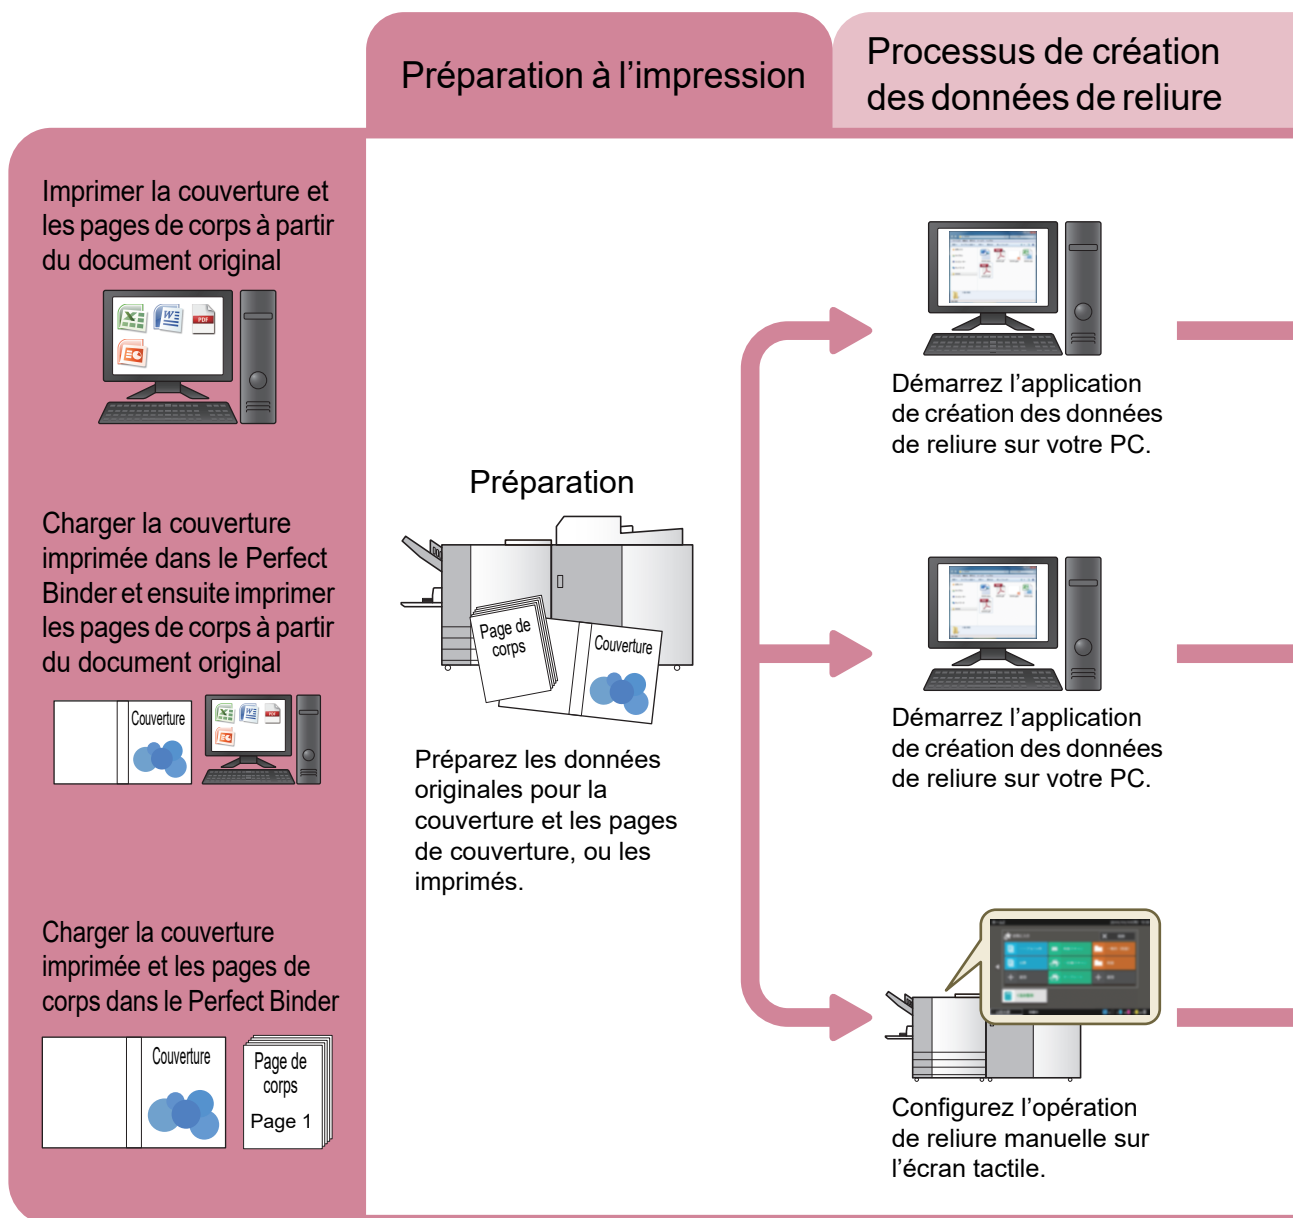 Préparation à l’impression
Processus de création
des données de reliure
Imprimer la couverture et
les pages de corps à partir
du document original
PDF
Démarrez l’application
de création des données
de reliure sur votre PC.
Charger la couverture
imprimée dans le Perfect
Binder et ensuite imprimer
les pages de corps à partir
du document original
Couverture
Préparation
Page de
corps
Couverture
Préparez les données
originales pour la
couverture et les pages
de couverture, ou les
imprimés.
Démarrez l’application
de création des données
de reliure sur votre PC.
Charger la couverture
imprimée et les pages de
corps dans le Perfect Binder
Couverture
Page de
corps
Page 1
Configurez l’opération
de reliure manuelle sur
l’écran tactile.